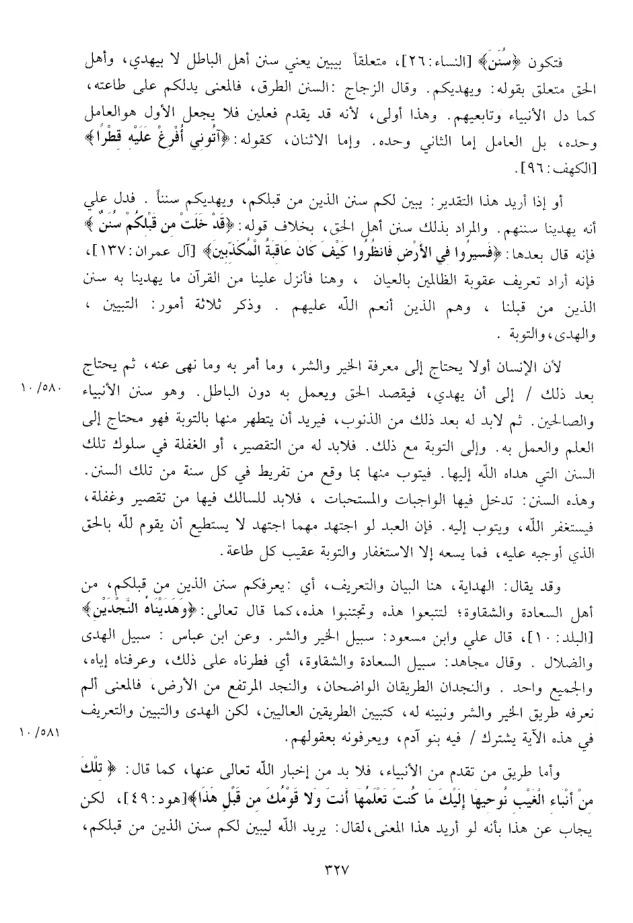 فتكون ﴿سُنَنَ﴾ [النساء:٢٦]، متعلقاً بيبين يعني سنن أهل الباطل لا بيهدي، وأهل
الحق متعلق بقوله: ويهديكم. وقال الزجاج :السنن الطرق، فالمعنى يدلكم على طاعته،
كما دل الأنبياء وتابعيهم. وهذا أولى، لأنه قد يقدم فعلين فلا يجعل الأول هوالعامل
وحده، بل العامل إما الثاني وحده. وإما الاثنان، كقوله: ﴿آتُونِي أُفْرِغْ عَلَيْهِ قِطْرًا﴾
[الكهف:٩٦].
أو إذا أريد هذا التقدير: يبين لكم سنن الذين من قبلكم، ويهديكم سنناً . فدل علي
أنه يهدينا سننهم. والمراد بذلك سنن أهل الحق، بخلاف قوله: ﴿قَدْ خَلَتْ مِن قَبْلِكُمْ سُنَنٌ ﴾
فإنه قال بعدها: ﴿فَسِيرُوا فِي الأَرْضِ فَانظُرُوا كَيْفَ كَانَ عَاقِبَةُ الْمُكَذِّبِينَ﴾ [آل عمران:١٣٧]،
فإنه أراد تعريف عقوبة الظالمين بالعيان ، وهنا فأنزل علينا من القرآن ما يهدينا به سنن
الذين من قبلنا ، وهم الذين أنعم اللّه عليهم . وذكر ثلاثة أمور: التبيين ،
والهدى،والتوبة .
لأن الإنسان أولا يحتاج إلى معرفة الخير والشر، وما أمر به وما نهى عنه، ثم يحتاج
بعد ذلك / إلى أن يهدي، فيقصد الحق ويعمل به دون الباطل. وهو سنن الأنبياء
١٠/٥٨٠
والصالحين. ثم لابد له بعد ذلك من الذنوب، فيريد أن يتطهر منها بالتوبة فهو محتاج إلى
العلم والعمل به. وإلى التوبة مع ذلك. فلابد له من التقصير، أو الغفلة في سلوك تلك
السنن التي هداه اللّه إليها. فيتوب منها بما وقع من تفريط في كل سنة من تلك السنن.
وهذه السنن: تدخل فيها الواجبات والمستحبات ، فلابد للسالك فيها من تقصير وغفلة،
فيستغفر اللّه، ويتوب إليه. فإن العبد لو اجتهد مهما اجتهد لا يستطيع أن يقوم للّه بالحق
الذي أوجبه عليه، فما يسعه إلا الاستغفار والتوبة عقيب كل طاعة.
وقد يقال: الهداية، هنا البيان والتعريف، أي :يعرفكم سنن الذين من قبلكم، من
أهل السعادة والشقاوة؛ لتتبعوا هذه وتجتنبوا هذه،كما قال تعالى: ﴿وَهَدَيْنَاهُ النَّجْدَيْنِ﴾
[البلد:١٠]، قال علي وابن مسعود: سبيل الخير والشر. وعن ابن عباس : سبيل الهدى
والضلال . وقال مجاهد: سبيل السعادة والشقاوة، أي فطرناه على ذلك، وعرفناه إياه،
والجميع واحد . والنجدان الطريقان الواضحان، والنجد المرتفع من الأرض، فالمعنى ألم
نعرفه طريق الخير والشر ونبينه له، كتبيين الطريقين العاليين، لكن الهدى والتبيين والتعريف
في هذه الآية يشترك / فيه بنو آدم، ويعرفونه بعقولهم.
١٠/٥٨١
وأما طريق من تقدم من الأنبياء، فلا بد من إخبار اللّه تعالى عنها، كما قال: ﴿ تِلْكَ
مِنْ أَنْبَاءِ الْغَيْبِ نُوحِيهَا إِلَيْكَ مَا كُنتَ تَعْلَمُهَا أَنتَ وَلا قَوْمُكَ مِن قَبْلِ هَذَا﴾[هود:٤٩]، لكن
يجاب عن هذا بأنه لو أريد هذا المعنى،لقال: يريد اللّه ليبين لكم سنن الذين من قبلكم،
٣٢٧